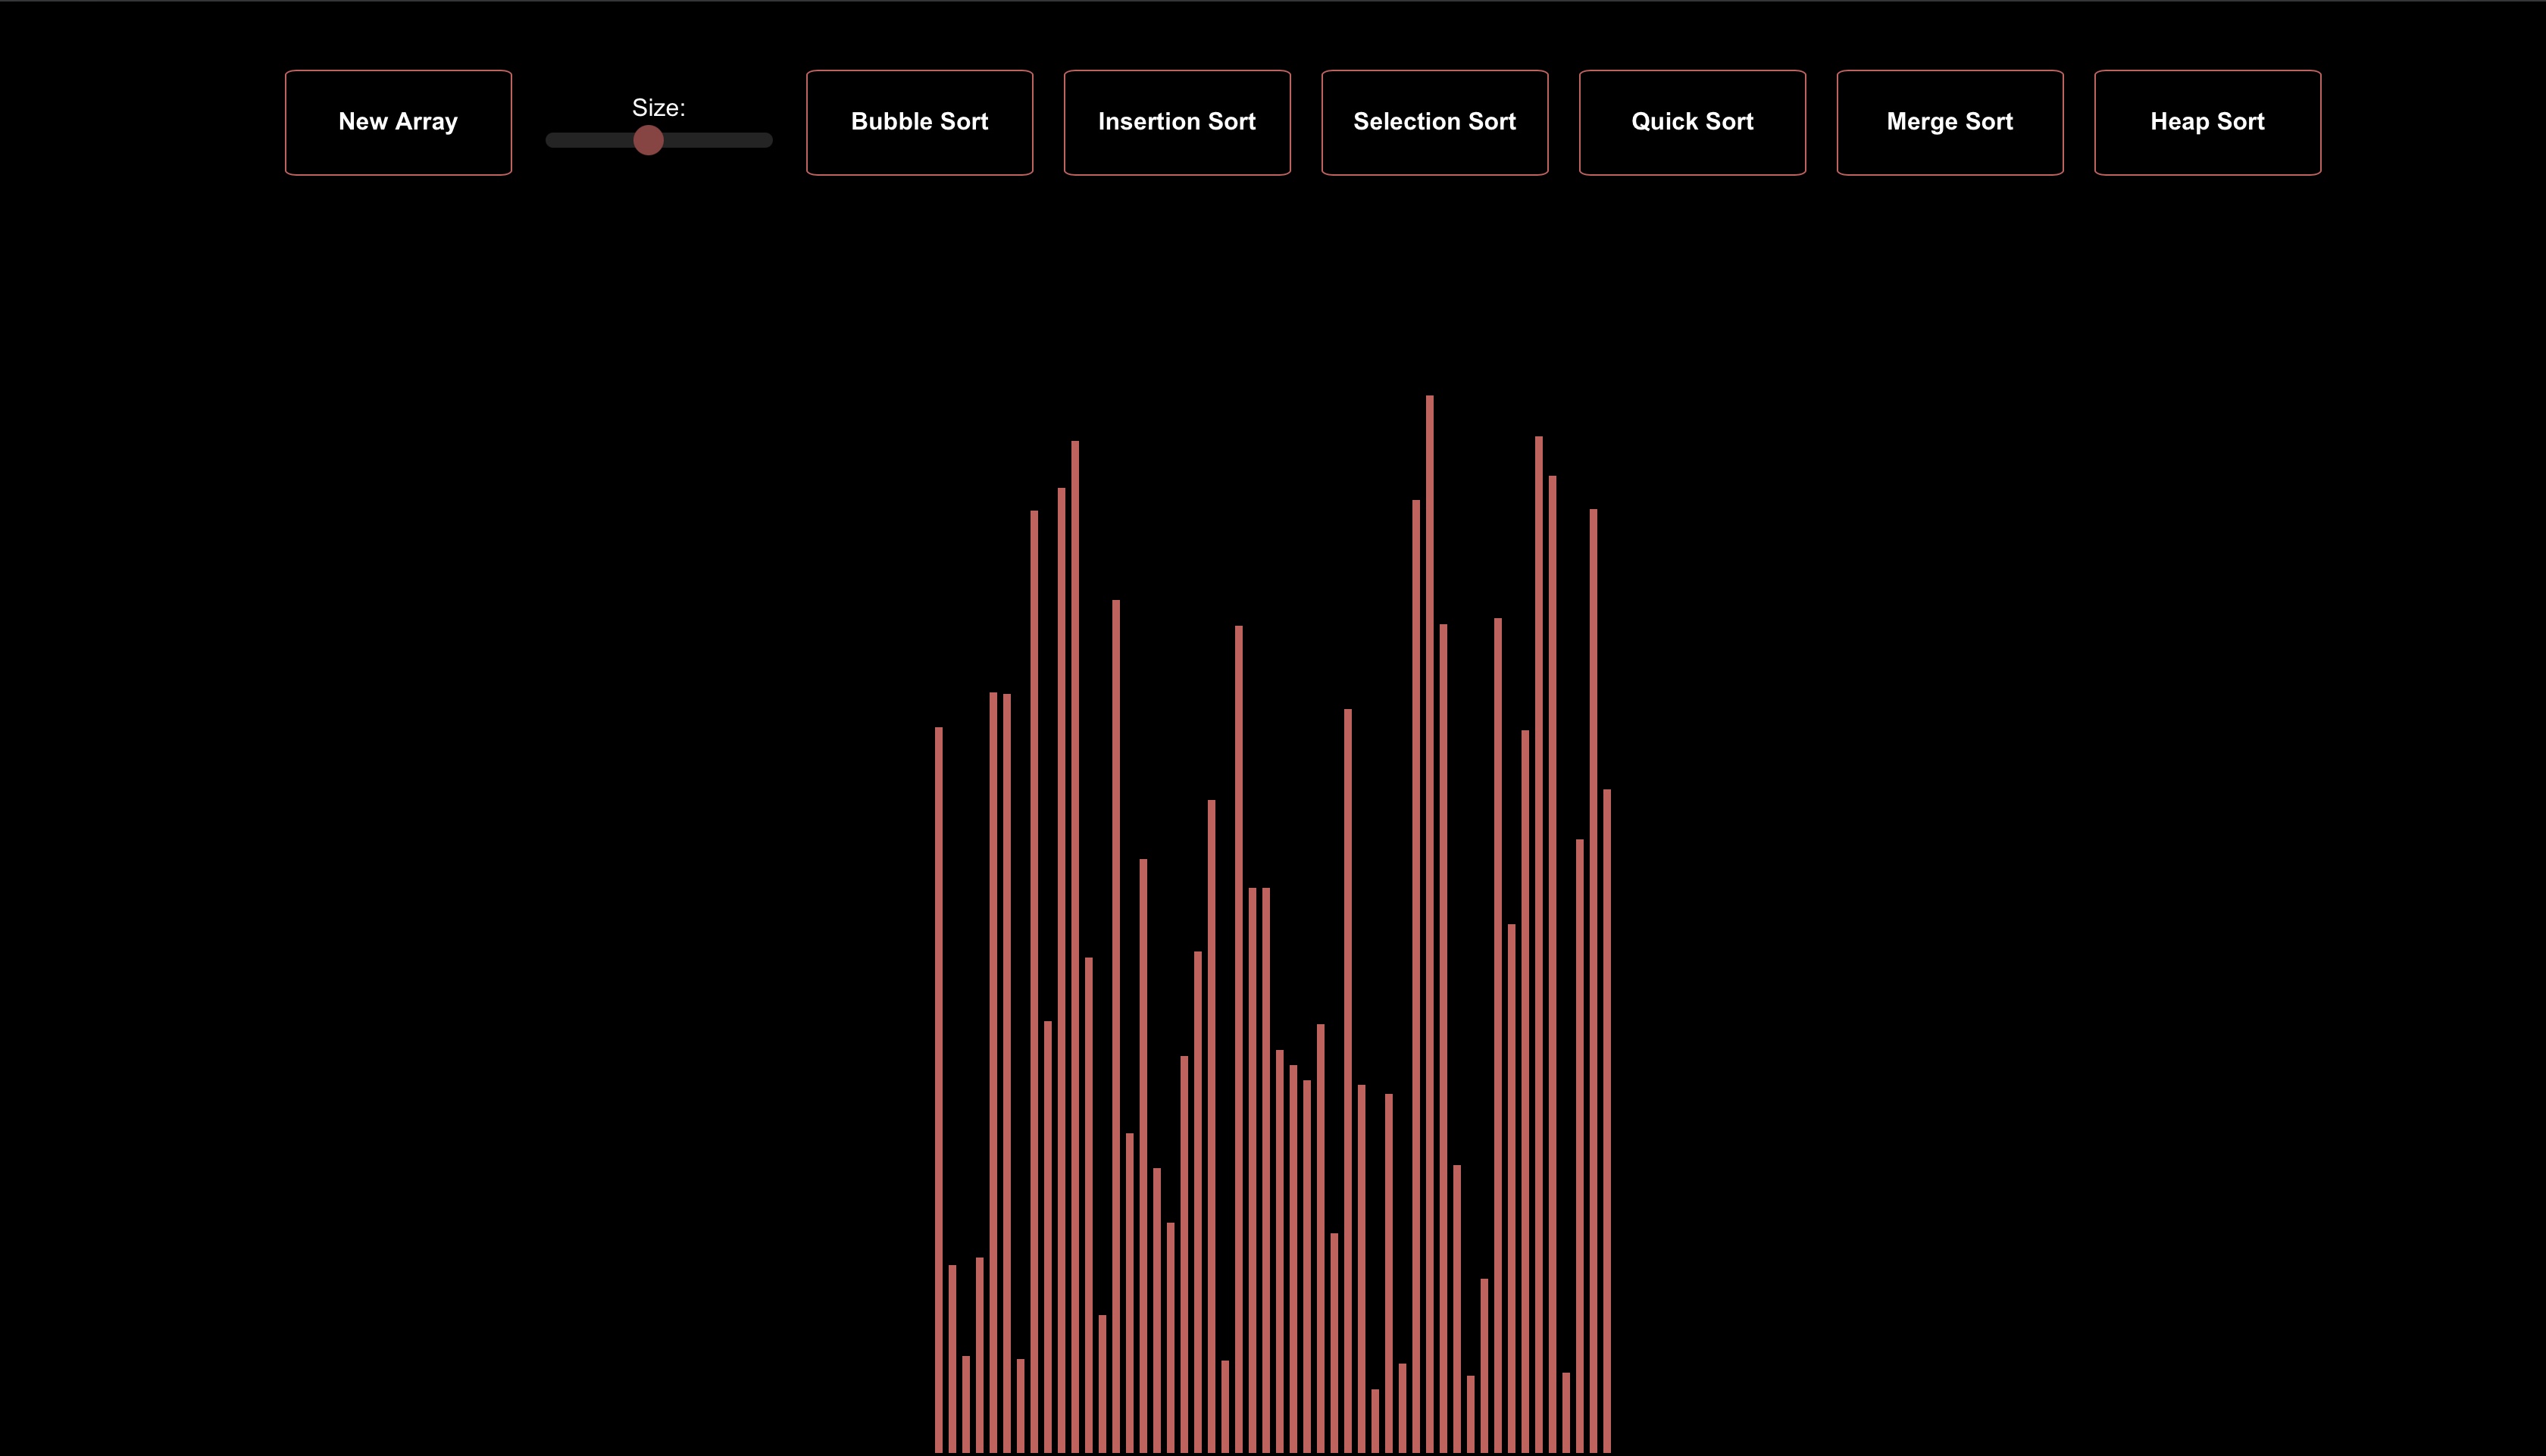 New Array
Size:
Bubble Sort
Insertion Sort
Selection Sort
Quick Sort
Merge Sort
Heap Sort